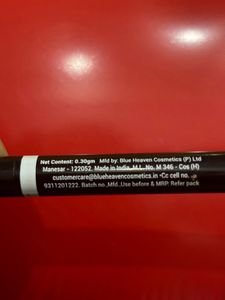 Net Content: 0.30gm Mfd by: Blue Heaven Cosmetics (P) Ltd
Manesar - 122052. Made in India. M.L. No. M 346 - Cos (H)
customercare@blueheavencosmetics.in •Cc cell no.
9311201222. Batch no ,Mfd ,Use before & MRP. Refer pack